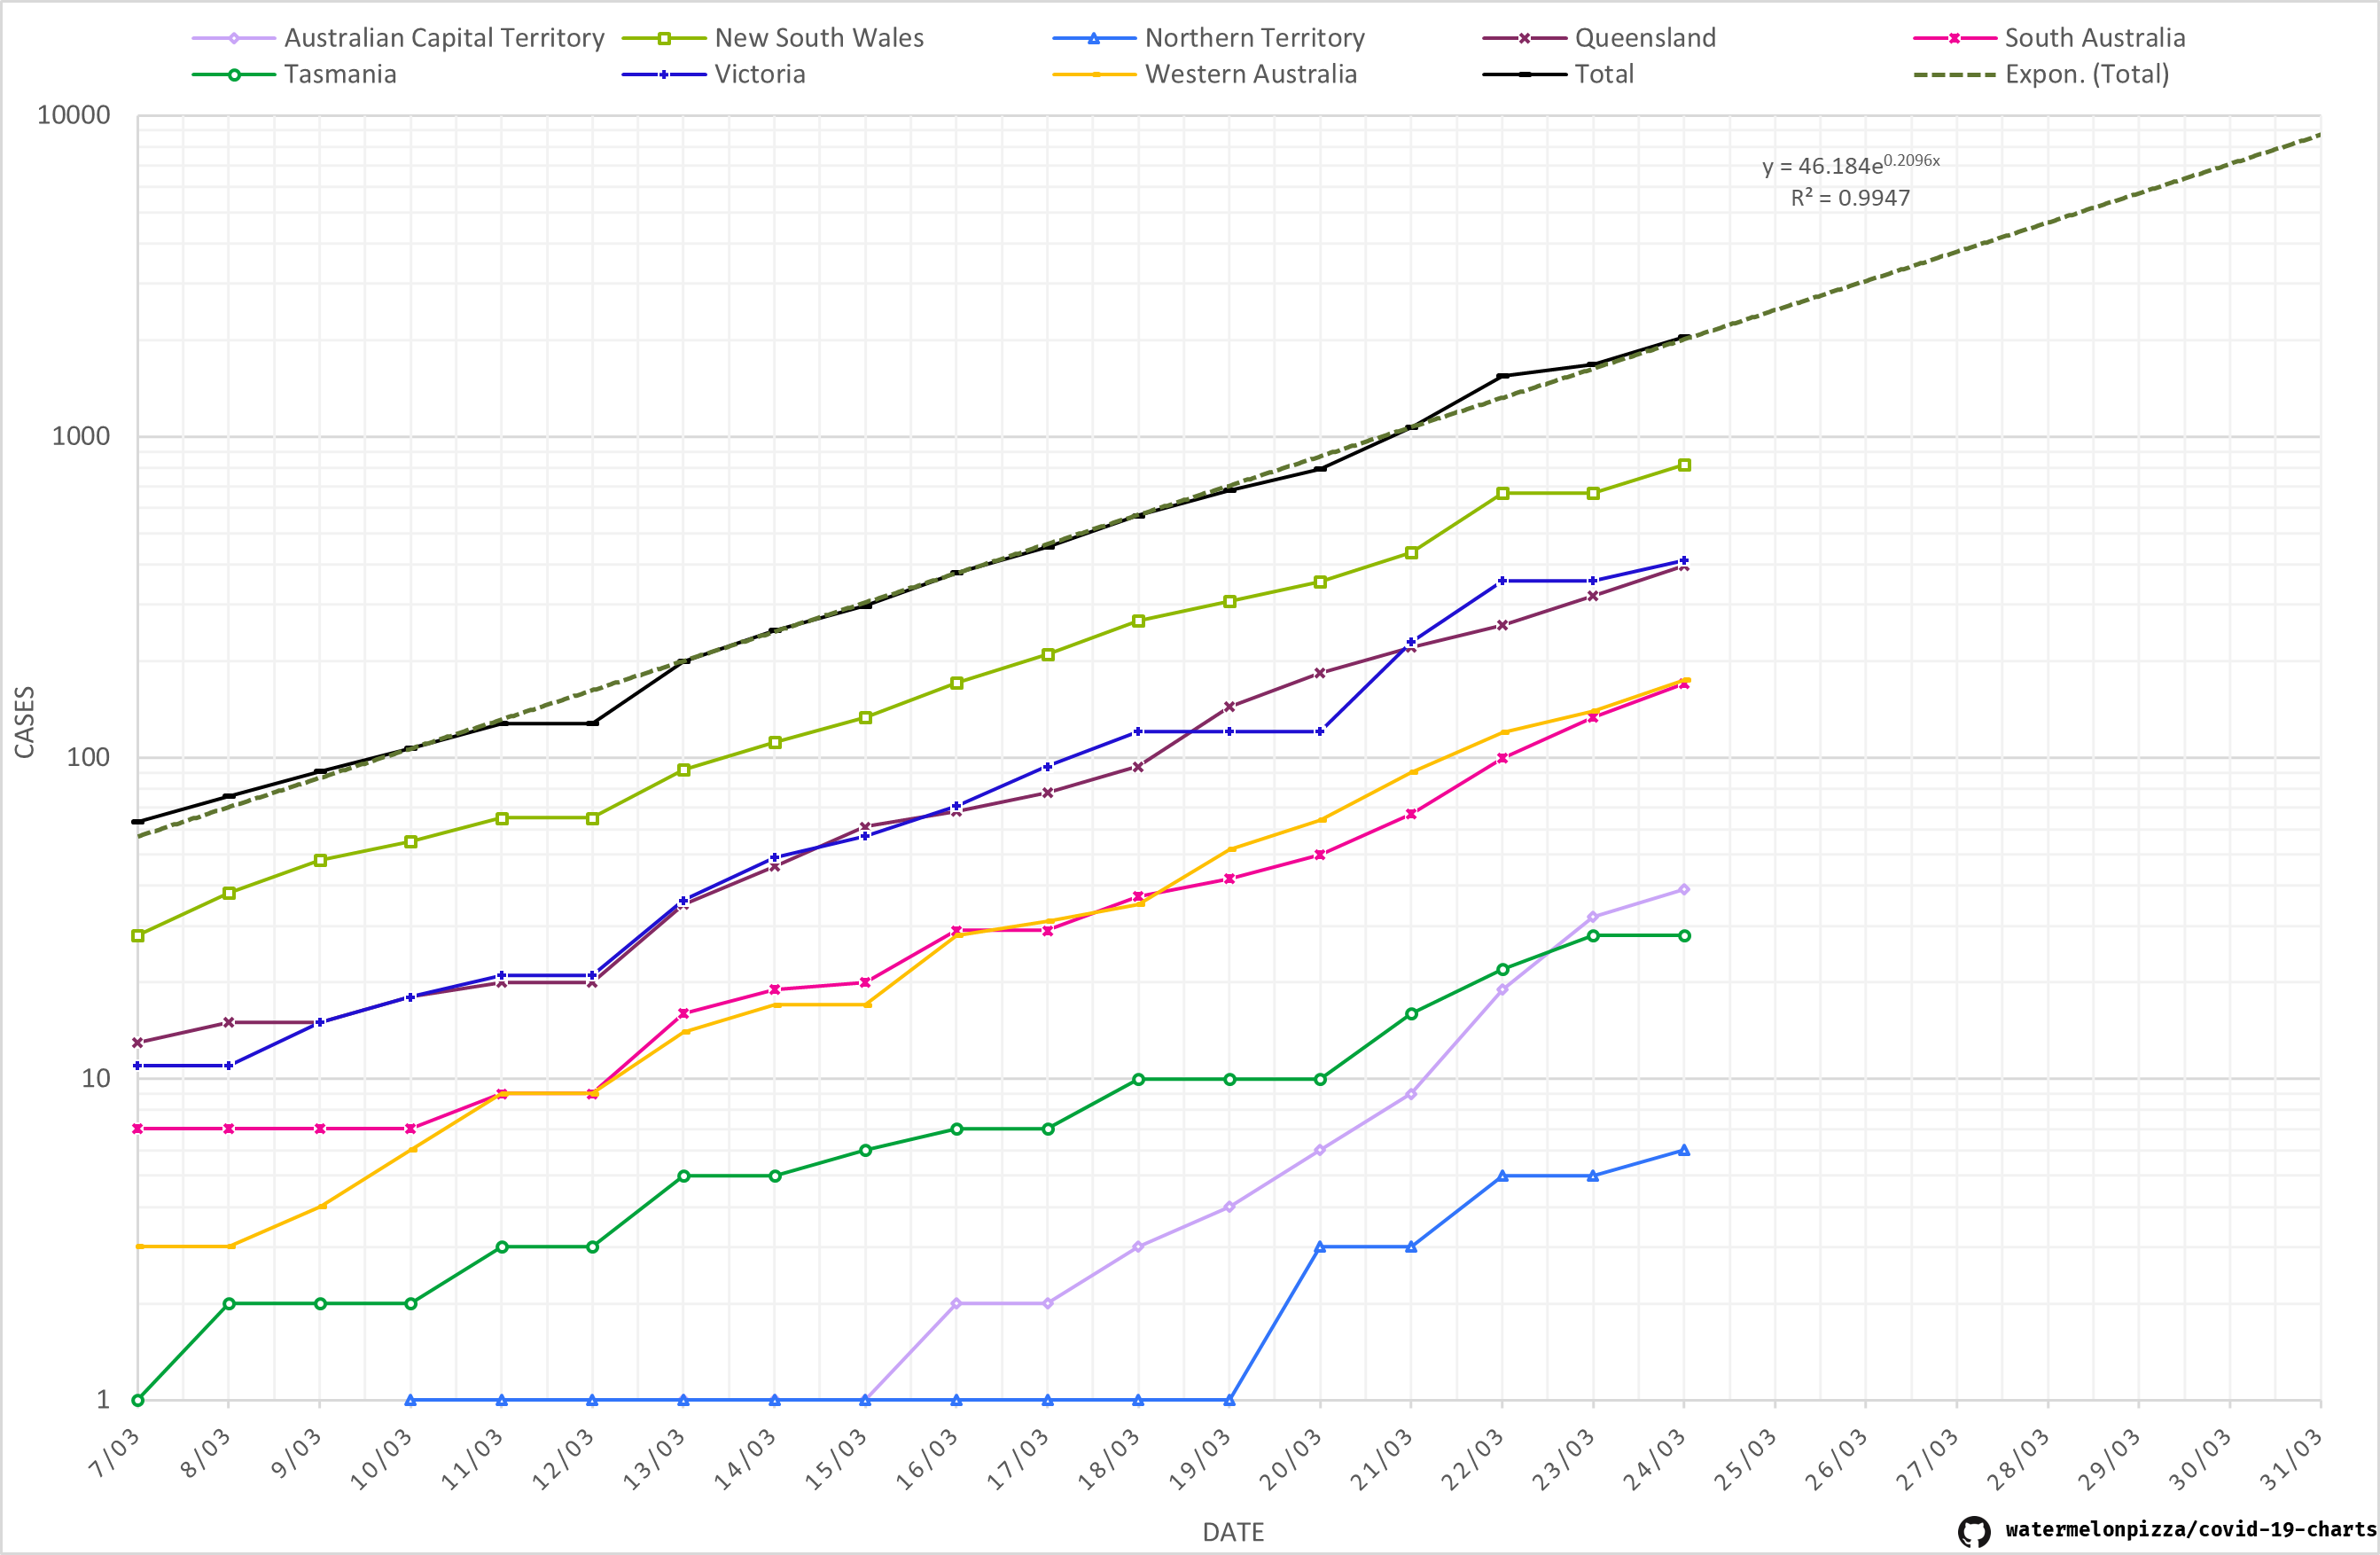 Australian Capital Territory New South Wales Northern Territory Queensland South Australia
Tasmania Victoria Western Australia Total Expon. (Total)
10000
y = 46.184e^0.2096x
R² = 0.9947
1000
CASES
100
10
1
7/03 8/03 9/03 10/03 11/03 12/03 13/03 14/03 15/03 16/03 17/03 18/03 19/03 20/03 21/03 22/03 23/03 24/03 25/03 26/03 27/03 28/03 29/03 30/03 31/03
DATE
watermelonpizza/covid-19-charts